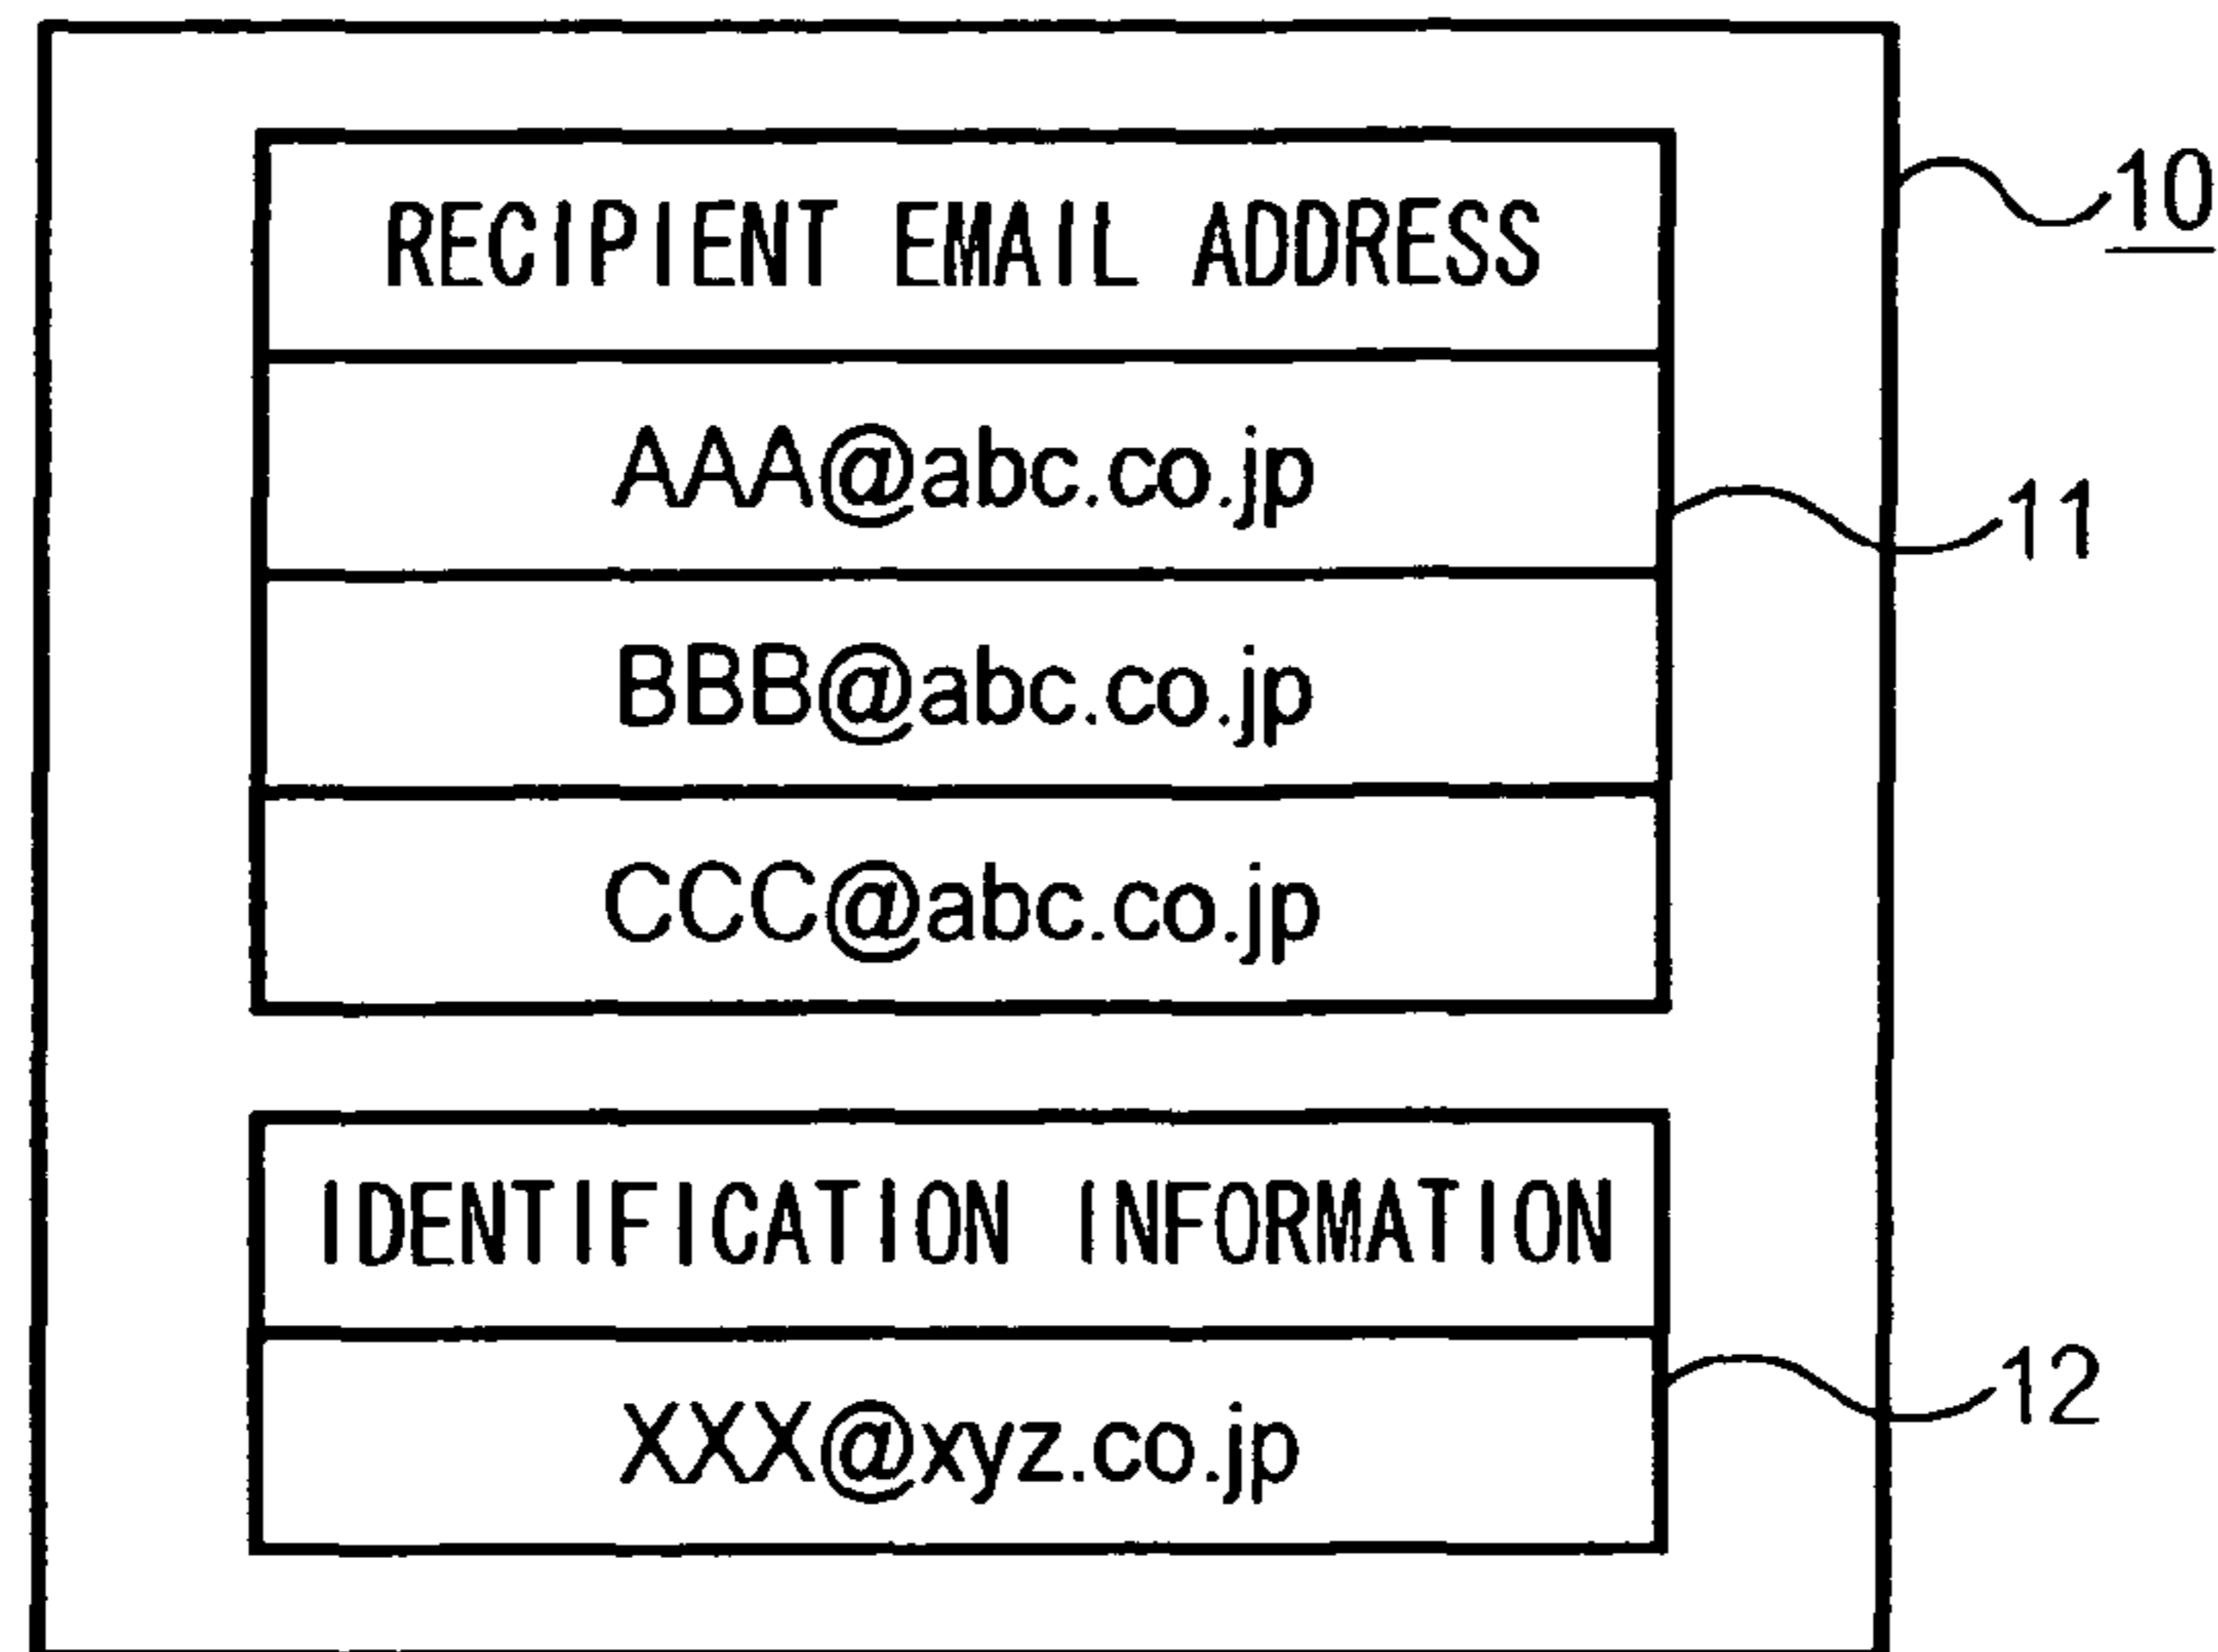 RECIPIENT EMAIL ADDRESS
10
AAA@abc.co.jp
11
BBB@abc.co.jp
CCC@abc.co.jp
IDENTIFICATION INFORMATION
XXX@xyz.co.jp
12